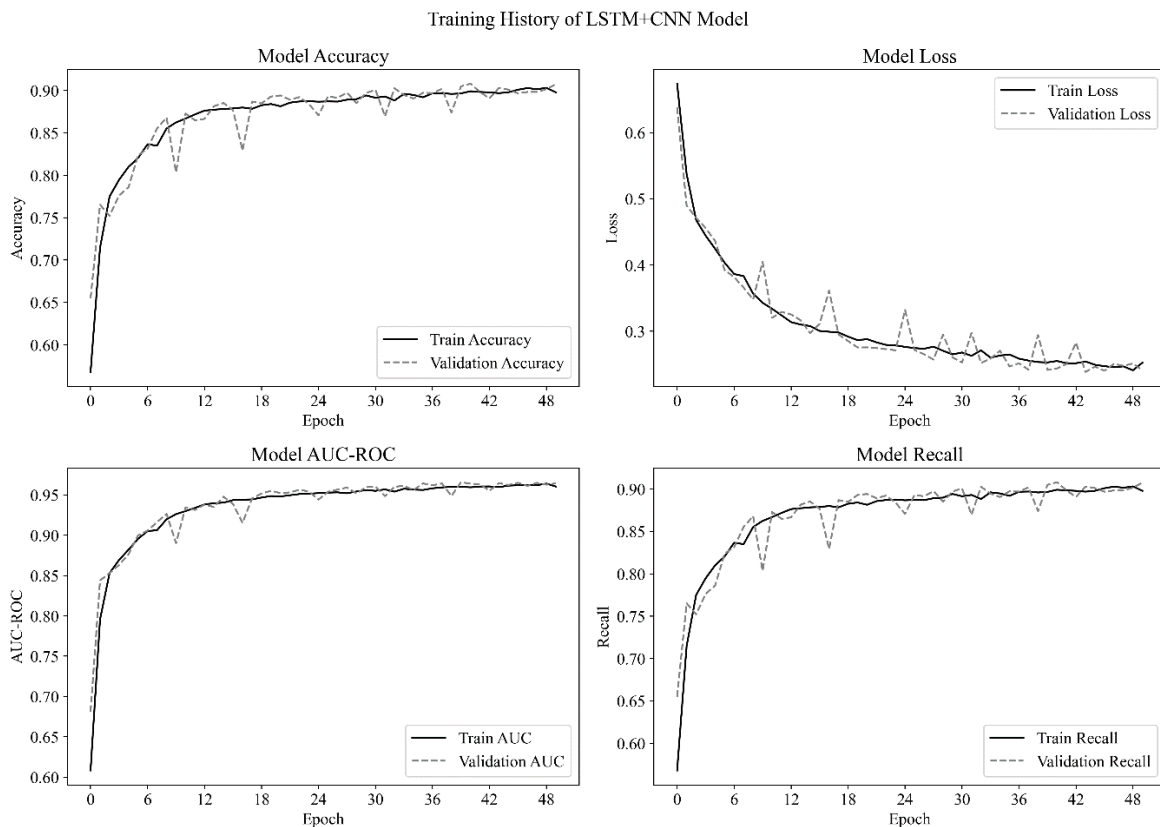 Training History of LSTM+CNN Model
Model Accuracy
Accuracy
0.90
0.85
0.80
0.75
0.70
0.65
0.60
Train Accuracy
Validation Accuracy
0 6 12 18 24 30 36 42 48
Epoch
Model Loss
Loss
0.6
0.5
0.4
0.3
Train Loss
Validation Loss
0 6 12 18 24 30 36 42 48
Epoch
Model AUC-ROC
AUC-ROC
0.95
0.90
0.85
0.80
0.75
0.70
0.65
0.60
Train AUC
Validation AUC
0 6 12 18 24 30 36 42 48
Epoch
Model Recall
Recall
0.90
0.85
0.80
0.75
0.70
0.65
0.60
Train Recall
Validation Recall
0 6 12 18 24 30 36 42 48
Epoch